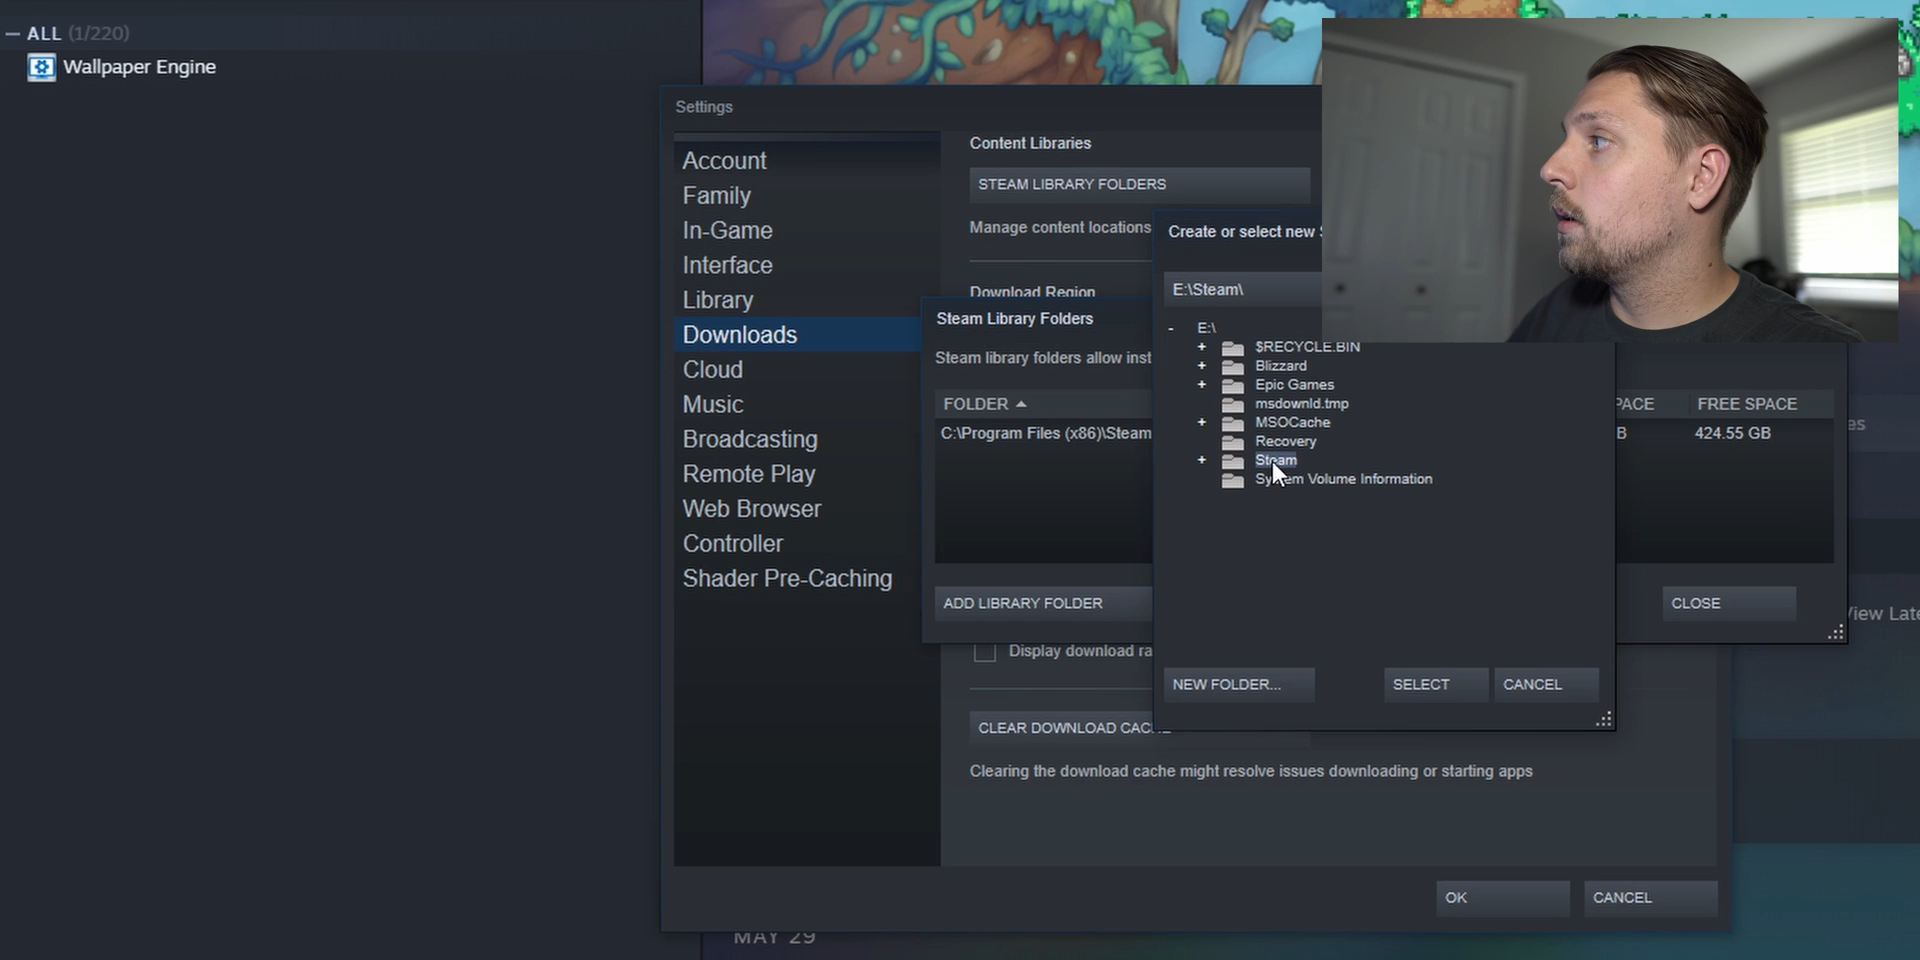 ALL (1/220)
Wallpaper Engine
Settings
Account
Family
In-Game
Interface
Library
Downloads
Cloud
Music
Broadcasting
Remote Play
Web Browser
Controller
Shader Pre-Caching
Content Libraries
STEAM LIBRARY FOLDERS
Manage content locations
Download Region
Steam Library Folders
Steam library folders allow inst
FOLDER
PACE
FREE SPACE
C:\Program Files (x86)\Steam
B
424.55 GB
ADD LIBRARY FOLDER
CLOSE
Create or select new
E:\Steam\
- E:\
+ $RECYCLE.BIN
+ Blizzard
+ Epic Games
msdownld.tmp
+ MSOCache
Recovery
+ Steam
System Volume Information
NEW FOLDER...
SELECT
CANCEL
Display download ra
CLEAR DOWNLOAD CACHE
Clearing the download cache might resolve issues downloading or starting apps
OK
CANCEL
es
View Late
MAY 29